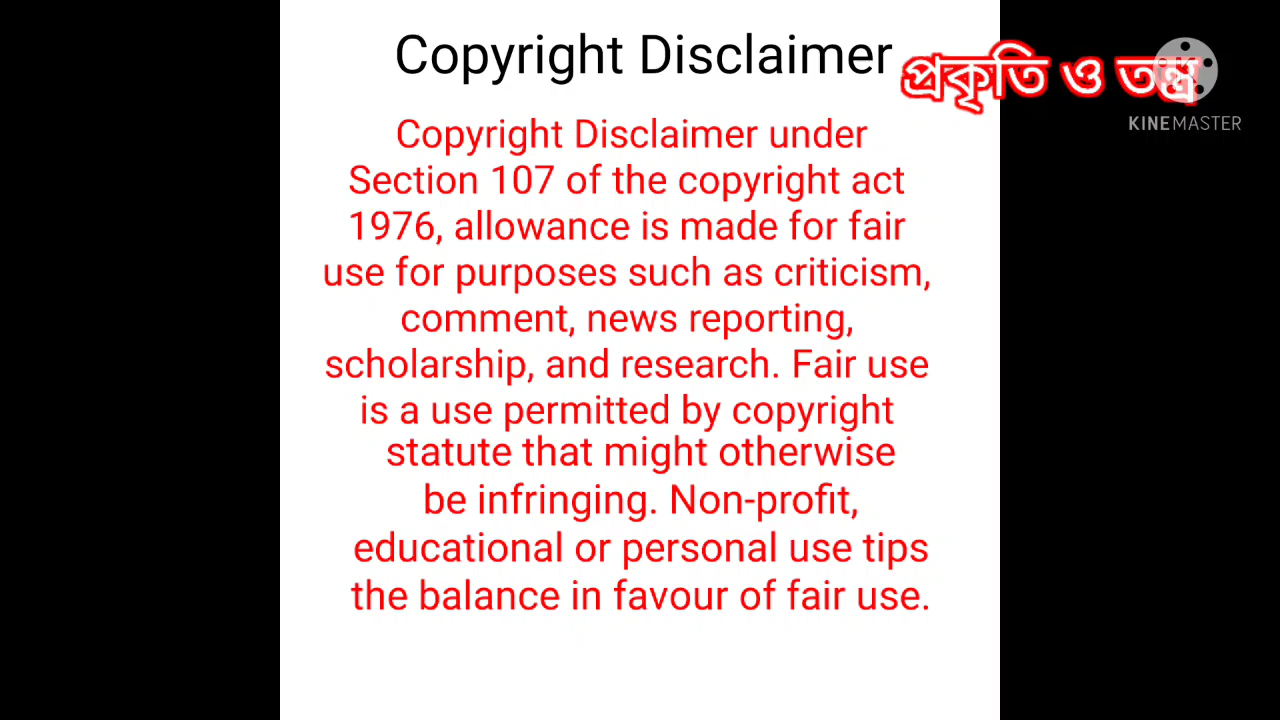 Copyright Disclaimer
প্রকৃতি ও তন্ত্র
KINEMASTER
Copyright Disclaimer under
Section 107 of the copyright act
1976, allowance is made for fair
use for purposes such as criticism,
comment, news reporting,
scholarship, and research. Fair use
is a use permitted by copyright
statute that might otherwise
be infringing. Non-profit,
educational or personal use tips
the balance in favour of fair use.